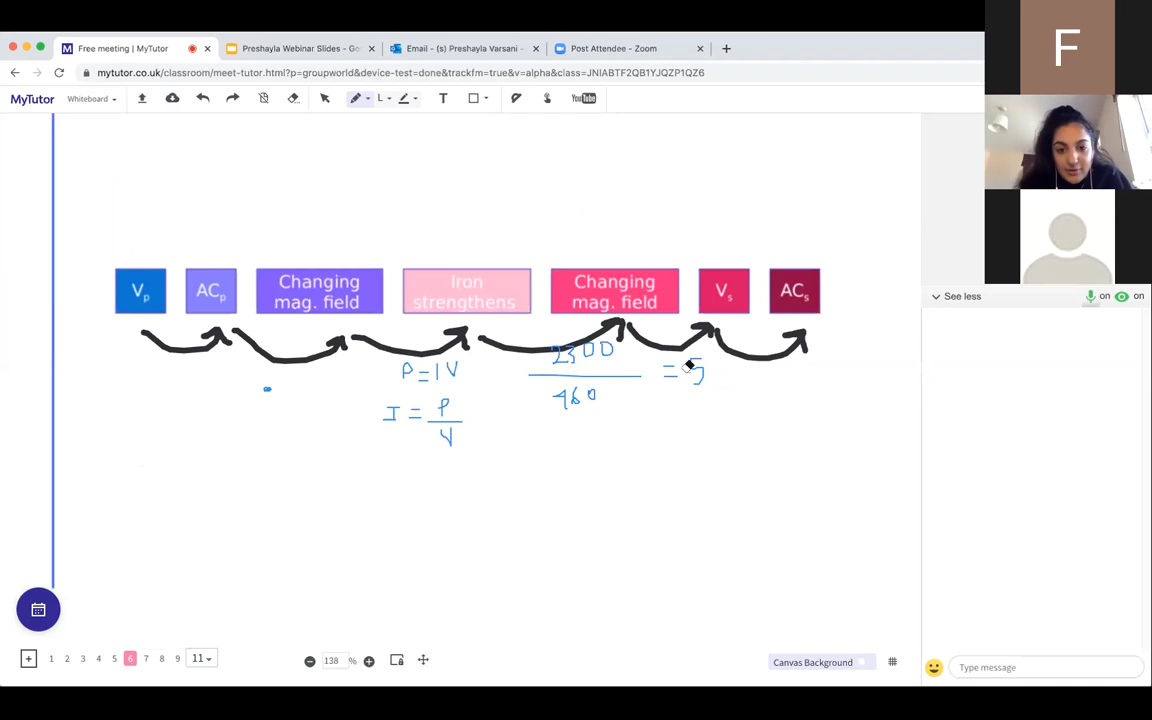 F
Free meeting | MyTutor
Preshayla Webinar Slides - Go
Email - (s) Preshayla Varsani -
Post Attendee - Zoom
mytutor.co.uk/classroom/meet-tutor.html?p=groupworld&device-test=done&trackfm=true&v=alpha&class=JNIABTF2QB1YJQZP1QZ6
MyTutor
Whiteboard
L
T
YouTube
Vp
ACp
Changing mag. field
Iron strengthens
Changing mag. field
Vs
ACs
P = IV
I = P/V
2300/460 = 5
See less
on
on
1 2 3 4 5 6 7 8 9
11
138 %
Canvas Background
Type message